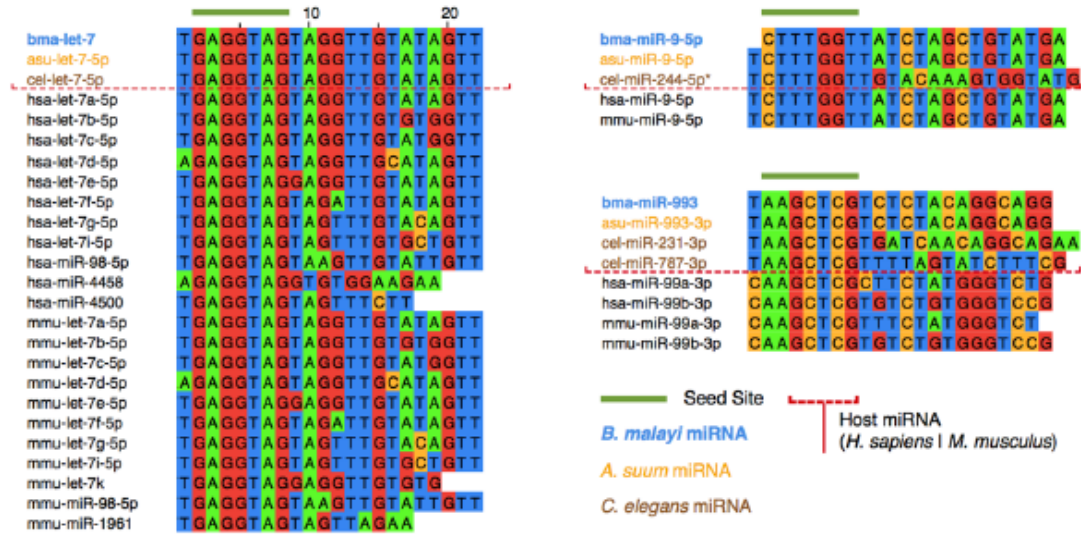 10 20
bma-let-7 TGAGGTAGTAGGTTGTATAGTT
asu-let-7-5p TGAGGTAGTAGGTTGTATAGTT
cel-let-7-5p TGAGGTAGTAGGTTGTATAGTT
hsa-let-7a-5p TGAGGTAGTAGGTTGTATAGTT
hsa-let-7b-5p TGAGGTAGTAGGTTGTGTGGTT
hsa-let-7c-5p TGAGGTAGTAGGTTGTATGGTT
hsa-let-7d-5p AGAGGTAGTAGGTTGCATAGTT
hsa-let-7e-5p TGAGGTAGGAGGTTGTATAGTT
hsa-let-7f-5p TGAGGTAGTAGATTGTATAGTT
hsa-let-7g-5p TGAGGTAGTAGTTTGTACAGTT
hsa-let-7i-5p TGAGGTAGTAGTTTGTGCTGTT
hsa-miR-98-5p TGAGGTAGTAAGTTGTATTGTT
hsa-miR-4458 AGAGGTAGGTGTGGAAGAA
hsa-miR-4500 TGAGGTAGTAGTTTCTT
mmu-let-7a-5p TGAGGTAGTAGGTTGTATAGTT
mmu-let-7b-5p TGAGGTAGTAGGTTGTGTGGTT
mmu-let-7c-5p TGAGGTAGTAGGTTGTATGGTT
mmu-let-7d-5p AGAGGTAGTAGGTTGCATAGTT
mmu-let-7e-5p TGAGGTAGGAGGTTGTATAGTT
mmu-let-7f-5p TGAGGTAGTAGATTGTATAGTT
mmu-let-7g-5p TGAGGTAGTAGTTTGTACAGTT
mmu-let-7i-5p TGAGGTAGTAGTTTGTGCTGTT
mmu-let-7k TGAGGTAGGAGGTTGTGTG
mmu-miR-98-5p TGAGGTAGTAAGTTGTATTGTT
mmu-miR-1961 TGAGGTAGTAGTTAGAA
bma-miR-9-5p CTTTGGTTATCTAGCTGTATGA
asu-miR-9-5p TCTTTGGTTATCTAGCTGTATGA
cel-miR-244-5p* TCTTTGGTTGTACAAAGTGGTATG
hsa-miR-9-5p TCTTTGGTTATCTAGCTGTATGA
mmu-miR-9-5p TCTTTGGTTATCTAGCTGTATGA
bma-miR-993 TAAGCTCGTCTCTACAGGCAGG
asu-miR-993-3p TAAGCTCGTCTCTACAGGCAGG
cel-miR-231-3p TAAGCTCGTGATCAACAGGCAGAA
cel-miR-787-3p TAAGCTCGTTTTAGTATCTTTCG
hsa-miR-99a-3p CAAGCTCGCTTCTATGGGTCTG
hsa-miR-99b-3p CAAGCTCGTGTCTGTGGGTCCG
mmu-miR-99a-3p CAAGCTCGTTTCTATGGGTCT
mmu-miR-99b-3p CAAGCTCGTGTCTGTGGGTCCG
Seed Site
Host miRNA
(H. sapiens | M. musculus)
B. malayi miRNA
A. suum miRNA
C. elegans miRNA